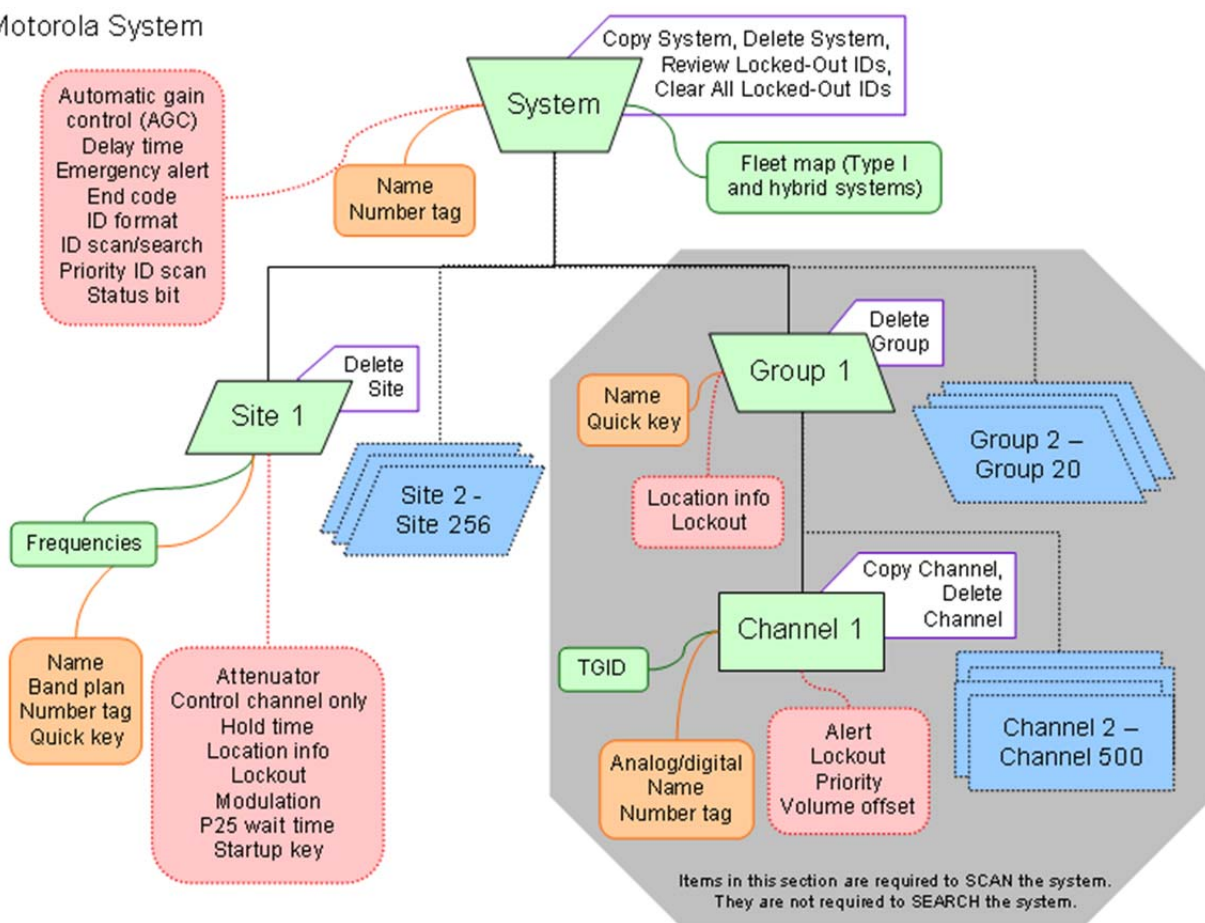 Motorola System
Copy System, Delete System,
Review Locked-Out IDs,
Clear All Locked-Out IDs
System
Automatic gain
control (AGC)
Delay time
Emergency alert
End code
ID format
ID scan/search
Priority ID scan
Status bit
Name
Number tag
Fleet map (Type I
and hybrid systems)
Delete
Site
Site 1
Site 2 -
Site 256
Frequencies
Name
Band plan
Number tag
Quick key
Attenuator
Control channel only
Hold time
Location info
Lockout
Modulation
P25 wait time
Startup key
Delete
Group
Group 1
Name
Quick key
Group 2 –
Group 20
Location info
Lockout
Copy Channel,
Delete
Channel
Channel 1
TGID
Analog/digital
Name
Number tag
Alert
Lockout
Priority
Volume offset
Channel 2 –
Channel 500
Items in this section are required to SCAN the system.
They are not required to SEARCH the system.